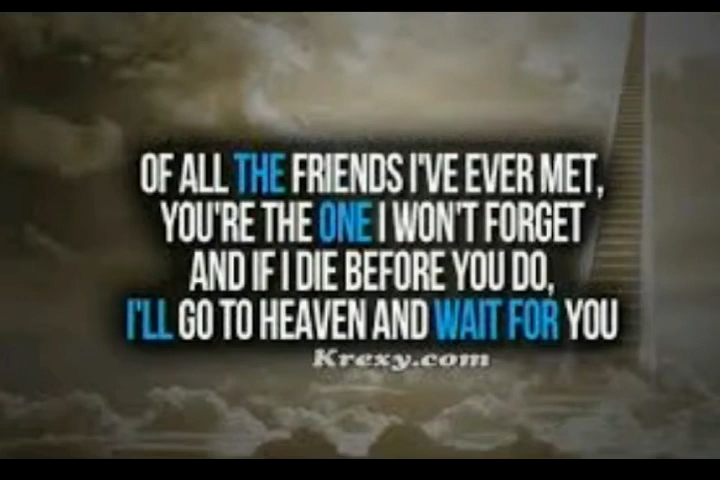 OF ALL THE FRIENDS I'VE EVER MET,
YOU'RE THE ONE I WON'T FORGET
AND IF I DIE BEFORE YOU DO,
I'LL GO TO HEAVEN AND WAIT FOR YOU
Krexy.com